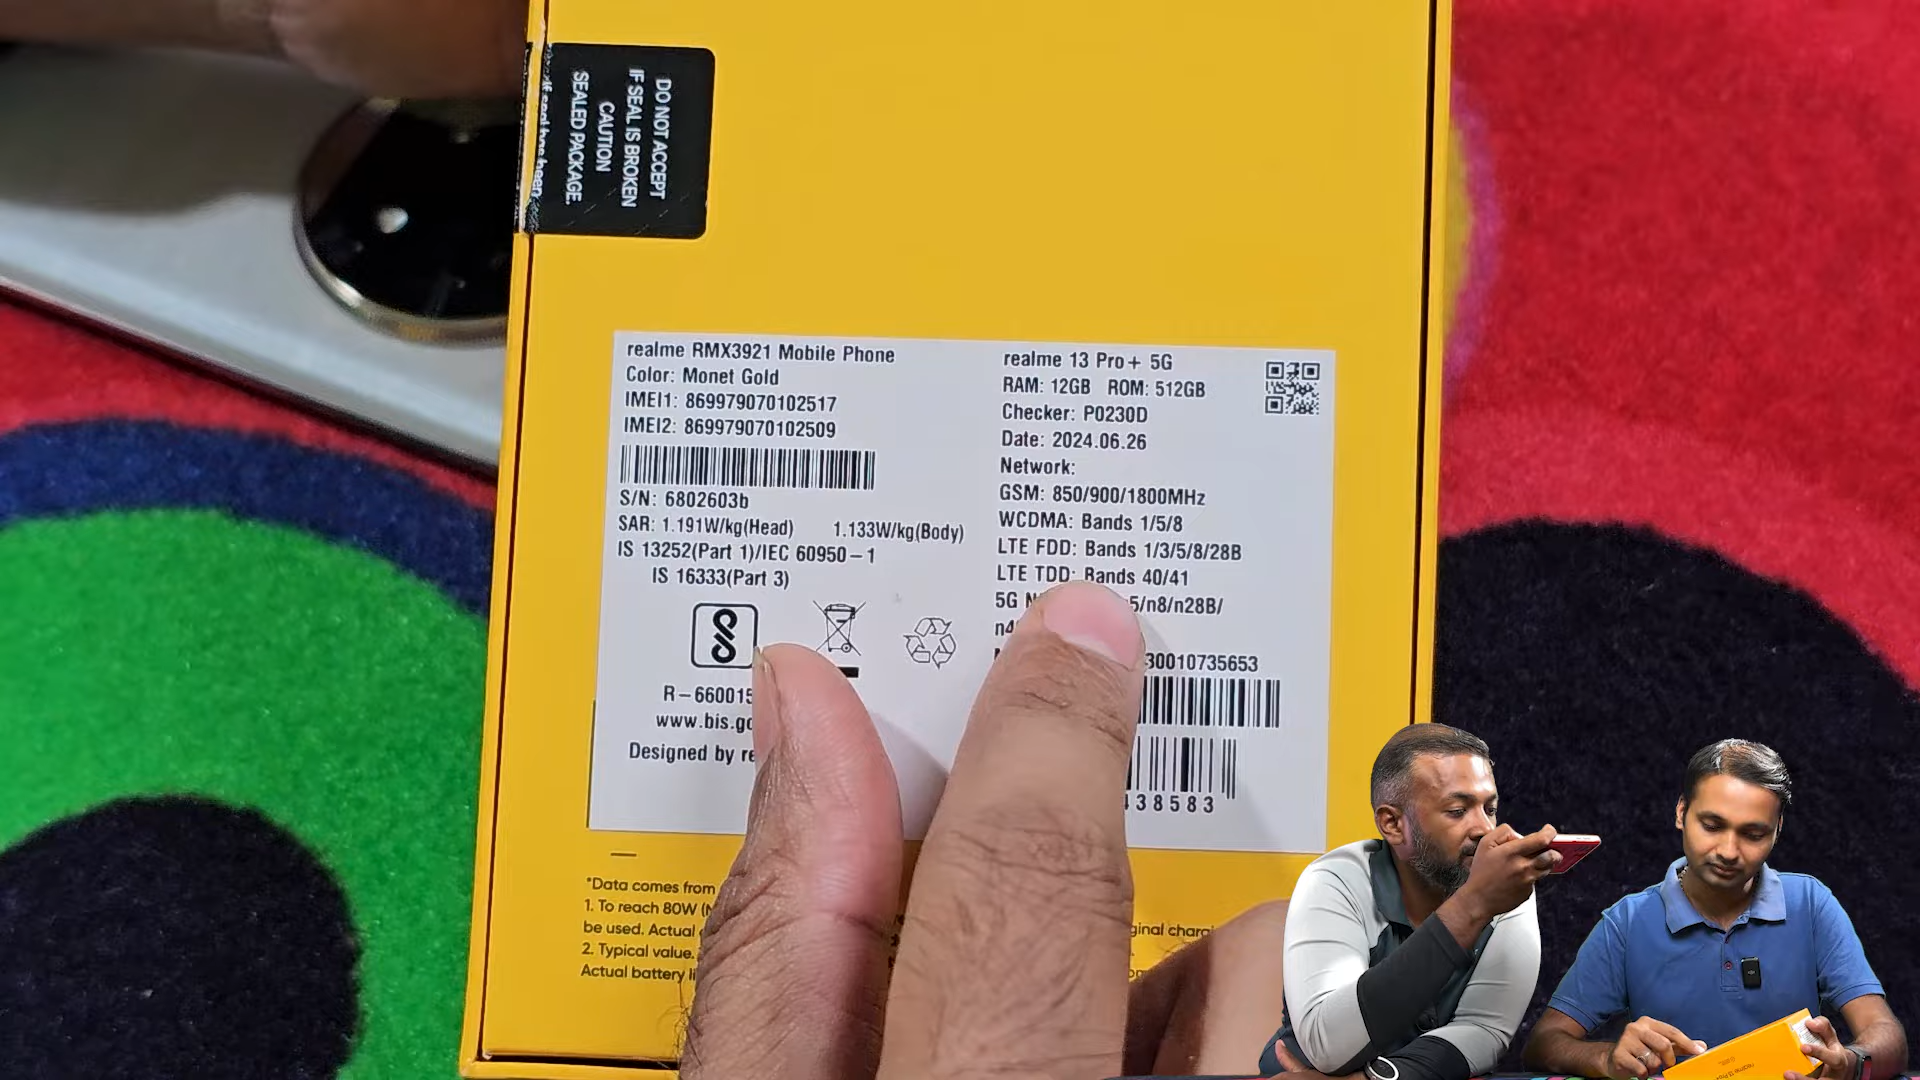 DO NOT ACCEPT
IF SEAL IS BROKEN
CAUTION
SEALED PACKAGE.
realme RMX3921 Mobile Phone
Color: Monet Gold
IMEI1: 869979070102517
IMEI2: 869979070102509
S/N: 6802603b
SAR: 1.191W/kg(Head) 1.133W/kg(Body)
IS 13252(Part 1)/IEC 60950-1
IS 16333(Part 3)
R-660015
www.bis.go
Designed by re
realme 13 Pro+ 5G
RAM: 12GB ROM: 512GB
Checker: P0230D
Date: 2024.06.26
Network:
GSM: 850/900/1800MHz
WCDMA: Bands 1/5/8
LTE FDD: Bands 1/3/5/8/28B
LTE TDD: Bands 40/41
5G N 5/n8/n28B/
n4
30010735653
38583
*Data comes from
1. To reach 80W
be used. Actual ginal charg
2. Typical value.
Actual battery li